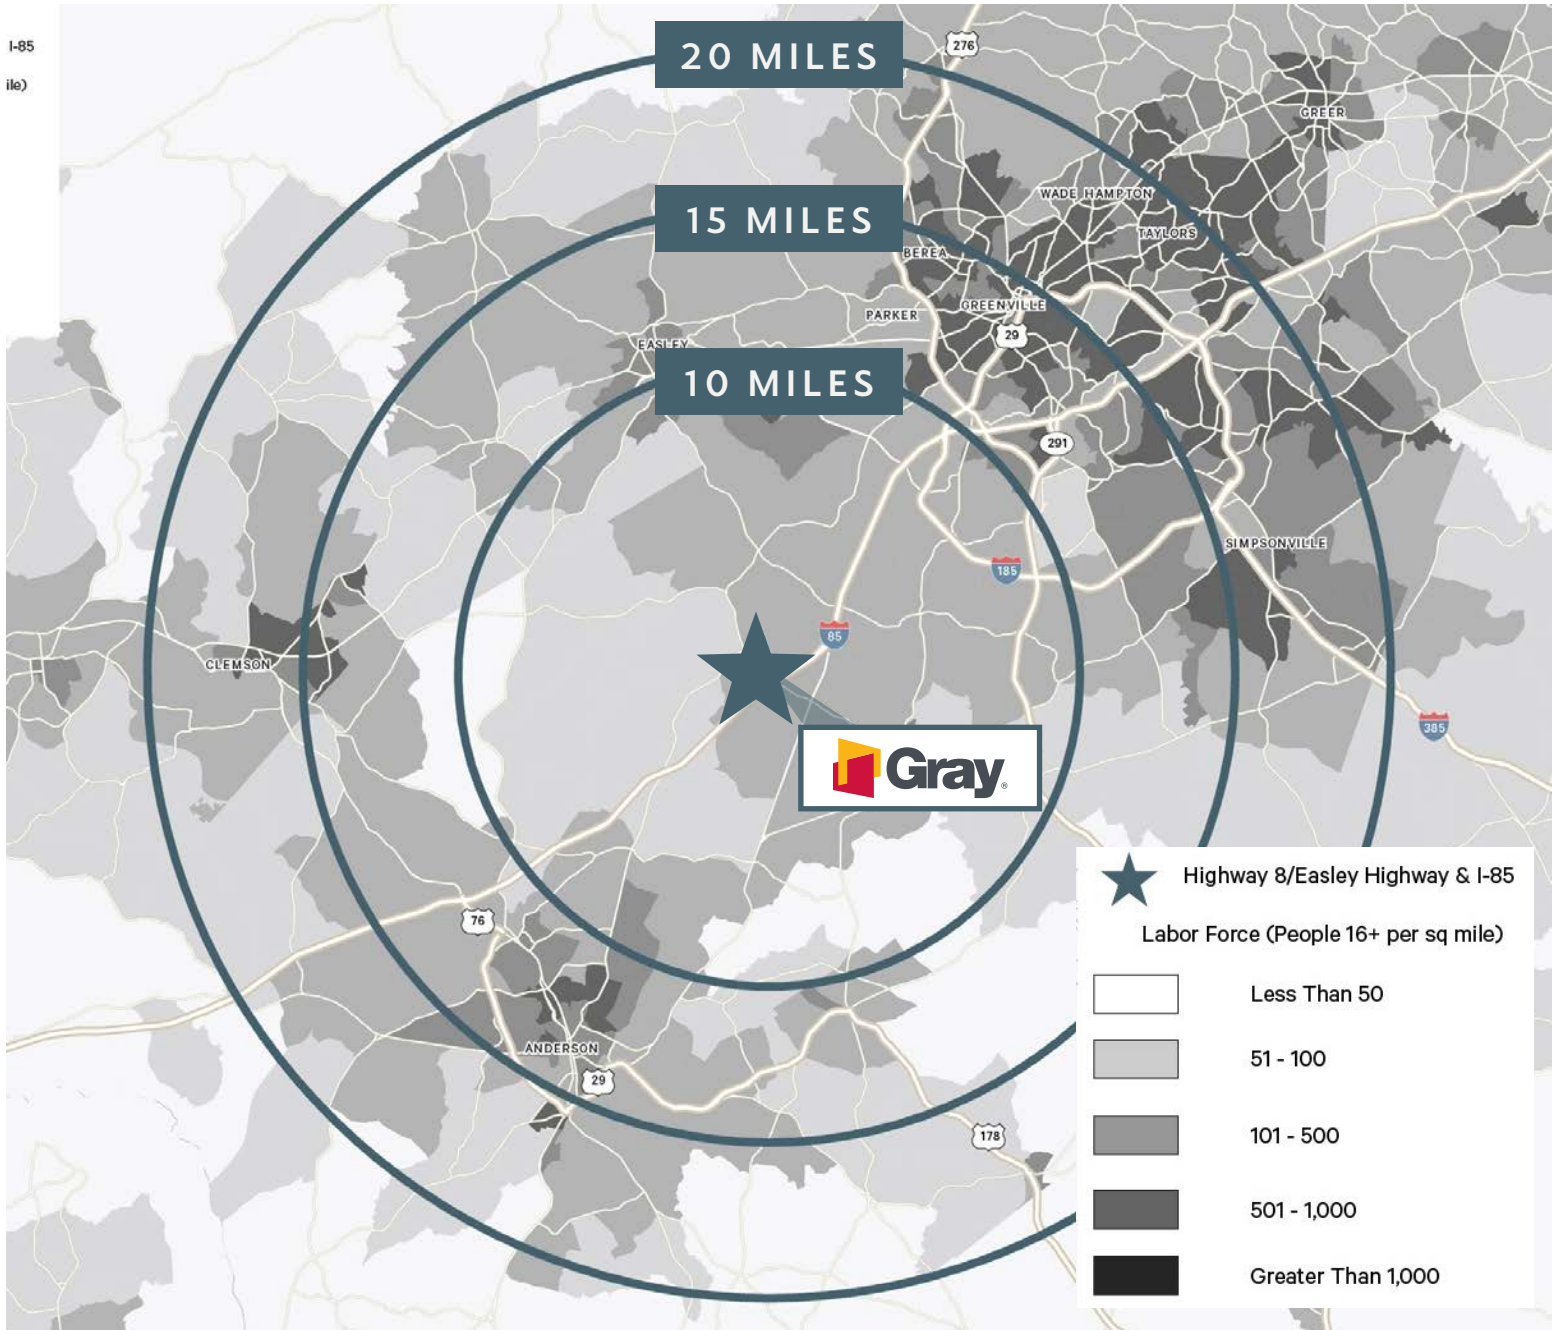 I-85
ile)
20 MILES
276
GREER
WADE HAMPTON
15 MILES
TAYLORS
BEREA
GREENVILLE
PARKER
29
EASLEY
10 MILES
291
SIMPSONVILLE
185
85
CLEMSON
385
Gray®
Highway 8/Easley Highway & I-85
76
Labor Force (People 16+ per sq mile)
Less Than 50
ANDERSON
51 - 100
29
101 - 500
178
501 - 1,000
Greater Than 1,000